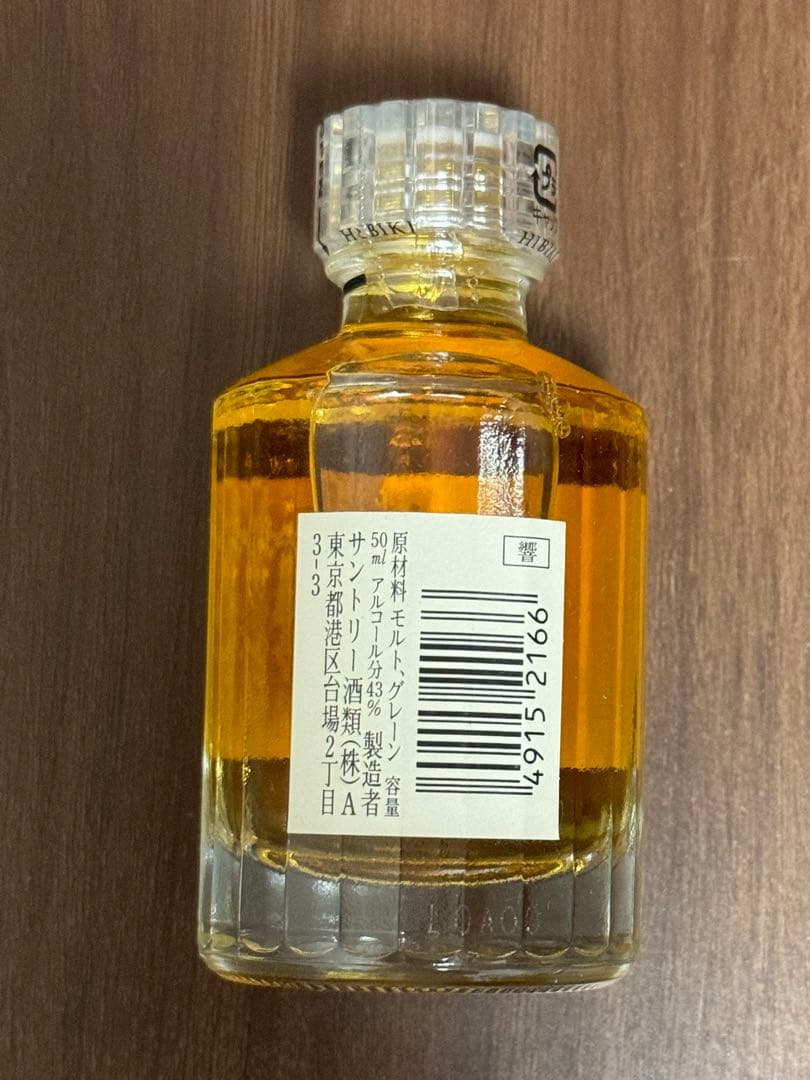 HIBIKI
HIBIKI
響
原材料 モルト、グレーン 容量
50ml アルコール分43% 製造者
サントリー酒類(株)A
東京都港区台場2丁目
3-3
4915 2166